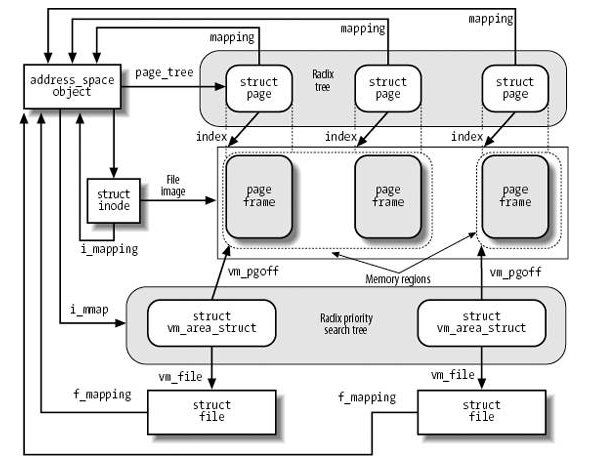 mapping
mapping
mapping
address_space
object
page_tree
Radix
tree
struct
page
struct
page
struct
page
index
index
index
File
image
struct
inode
page
frame
page
frame
page
frame
i_mapping
vm_pgoff
Memory regions
vm_pgoff
i_mmap
struct
vm_area_struct
Radix priority
search tree
struct
vm_area_struct
vm_file
vm_file
f_mapping
f_mapping
struct
file
struct
file